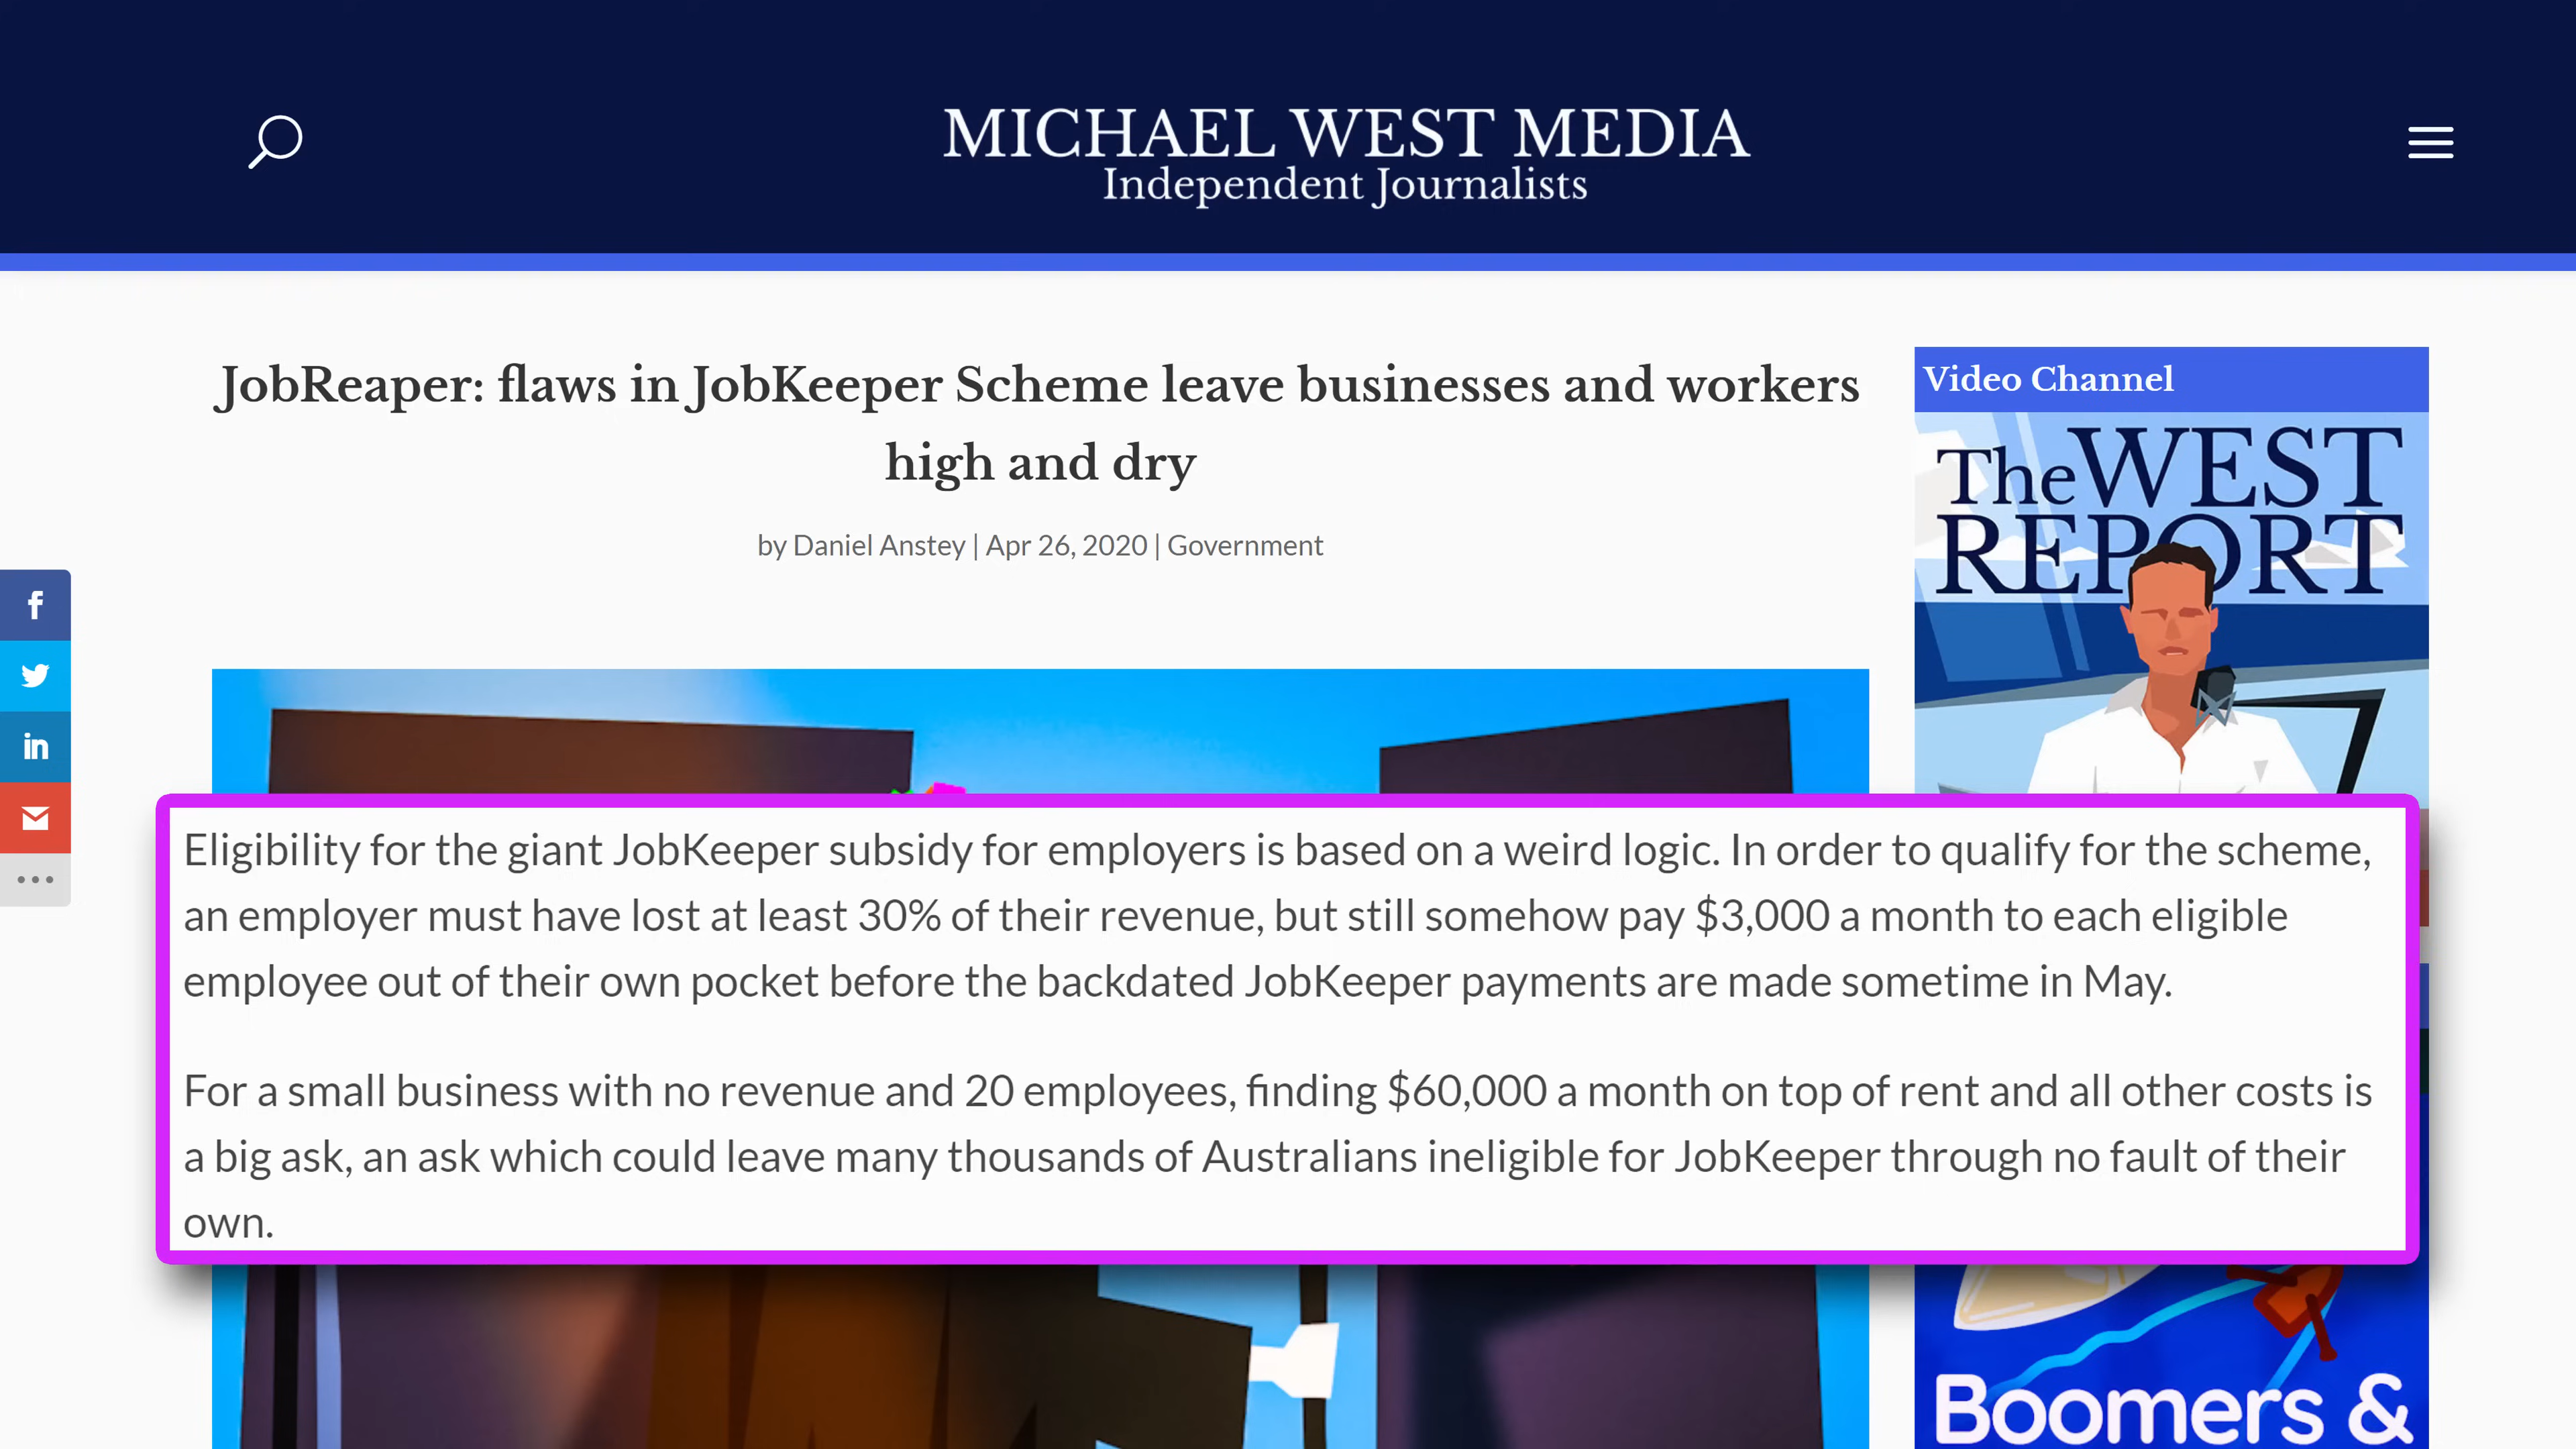 MICHAEL WEST MEDIA
Independent Journalists
JobReaper: flaws in JobKeeper Scheme leave businesses and workers
high and dry
by Daniel Anstey | Apr 26, 2020 | Government
Video Channel
The WEST
REPORT
f
in
Eligibility for the giant JobKeeper subsidy for employers is based on a weird logic. In order to qualify for the scheme,
an employer must have lost at least 30% of their revenue, but still somehow pay $3,000 a month to each eligible
employee out of their own pocket before the backdated JobKeeper payments are made sometime in May.
For a small business with no revenue and 20 employees, finding $60,000 a month on top of rent and all other costs is
a big ask, an ask which could leave many thousands of Australians ineligible for JobKeeper through no fault of their
own.
Boomers &